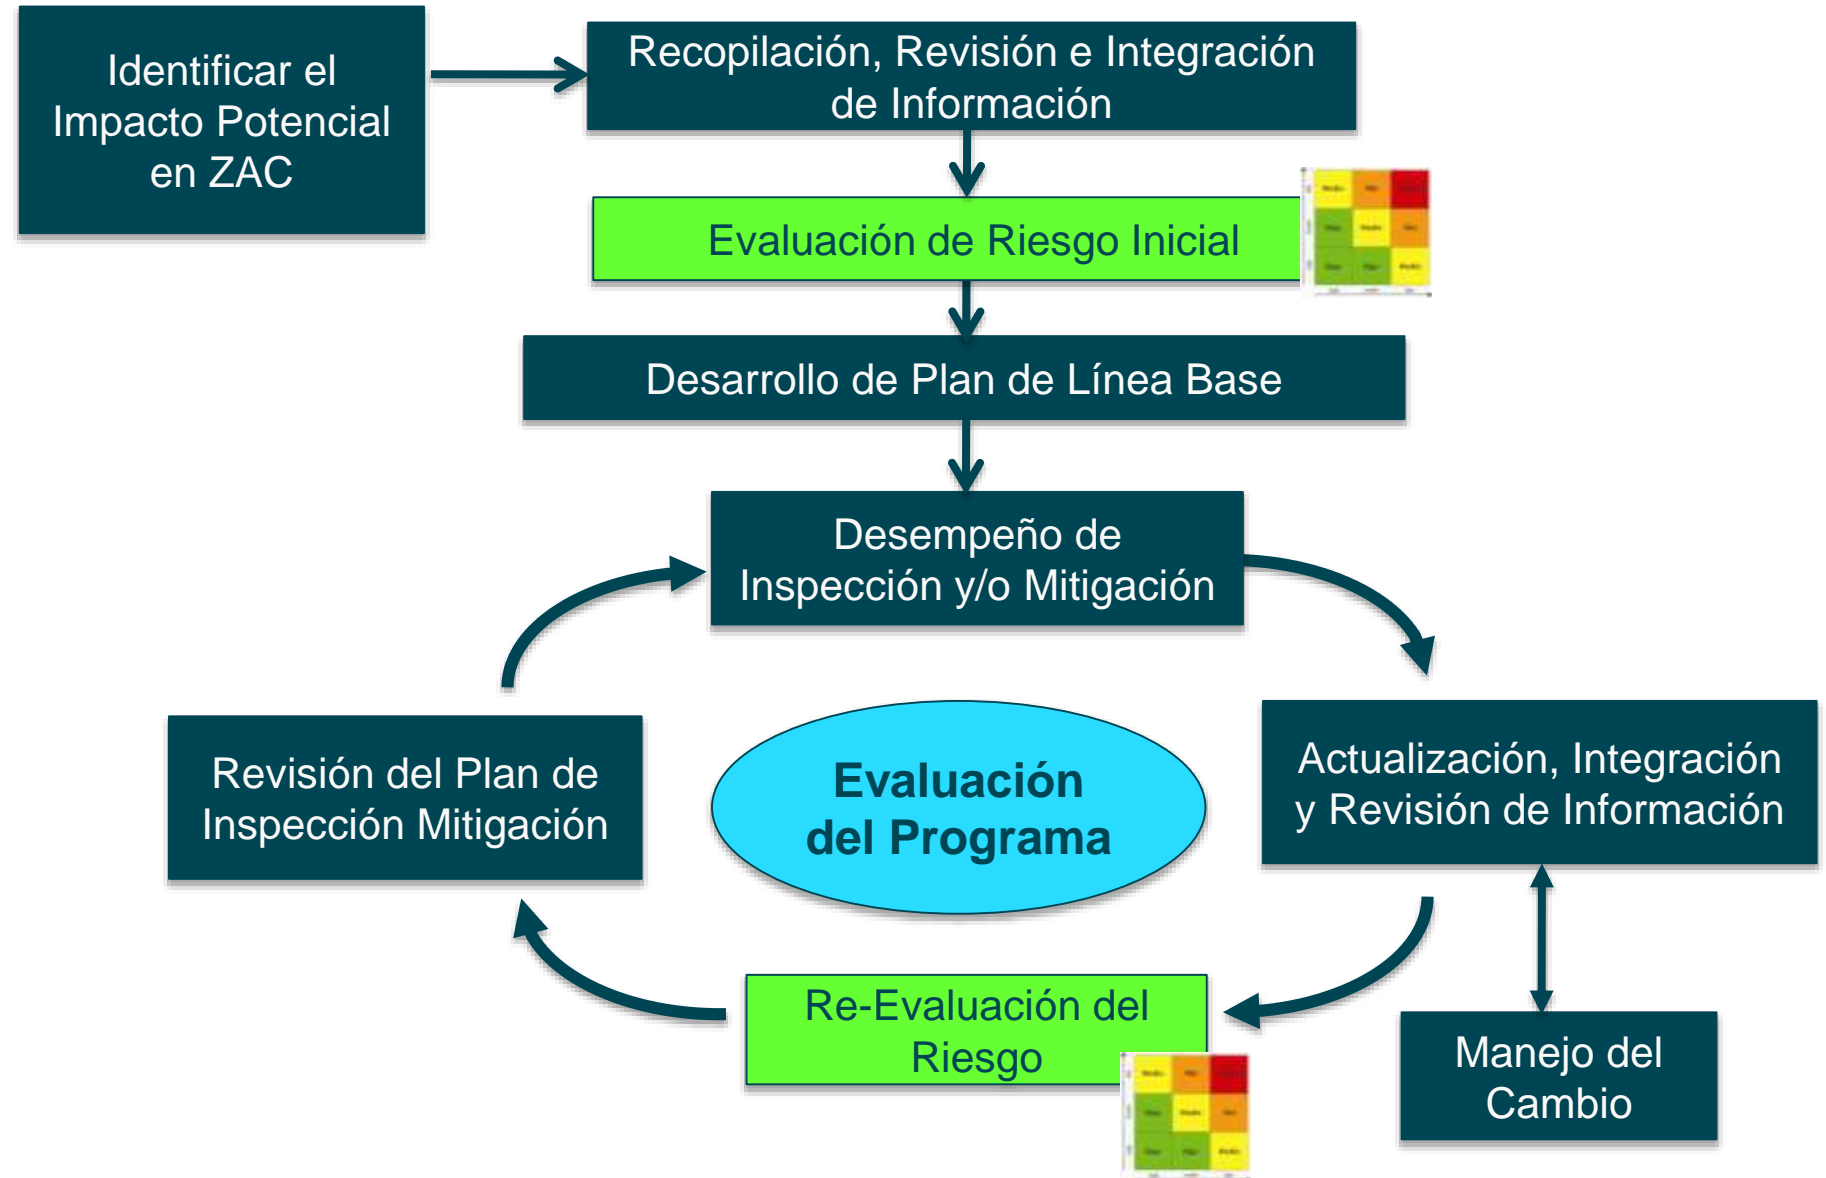 Identificar el
Impacto Potencial
en ZAC
Recopilación, Revisión e Integración
de Información
Evaluación de Riesgo Inicial
Desarrollo de Plan de Línea Base
Desempeño de
Inspección y/o Mitigación
Revisión del Plan de
Inspección Mitigación
Evaluación
del Programa
Actualización, Integración
y Revisión de Información
Re-Evaluación del
Riesgo
Manejo del
Cambio